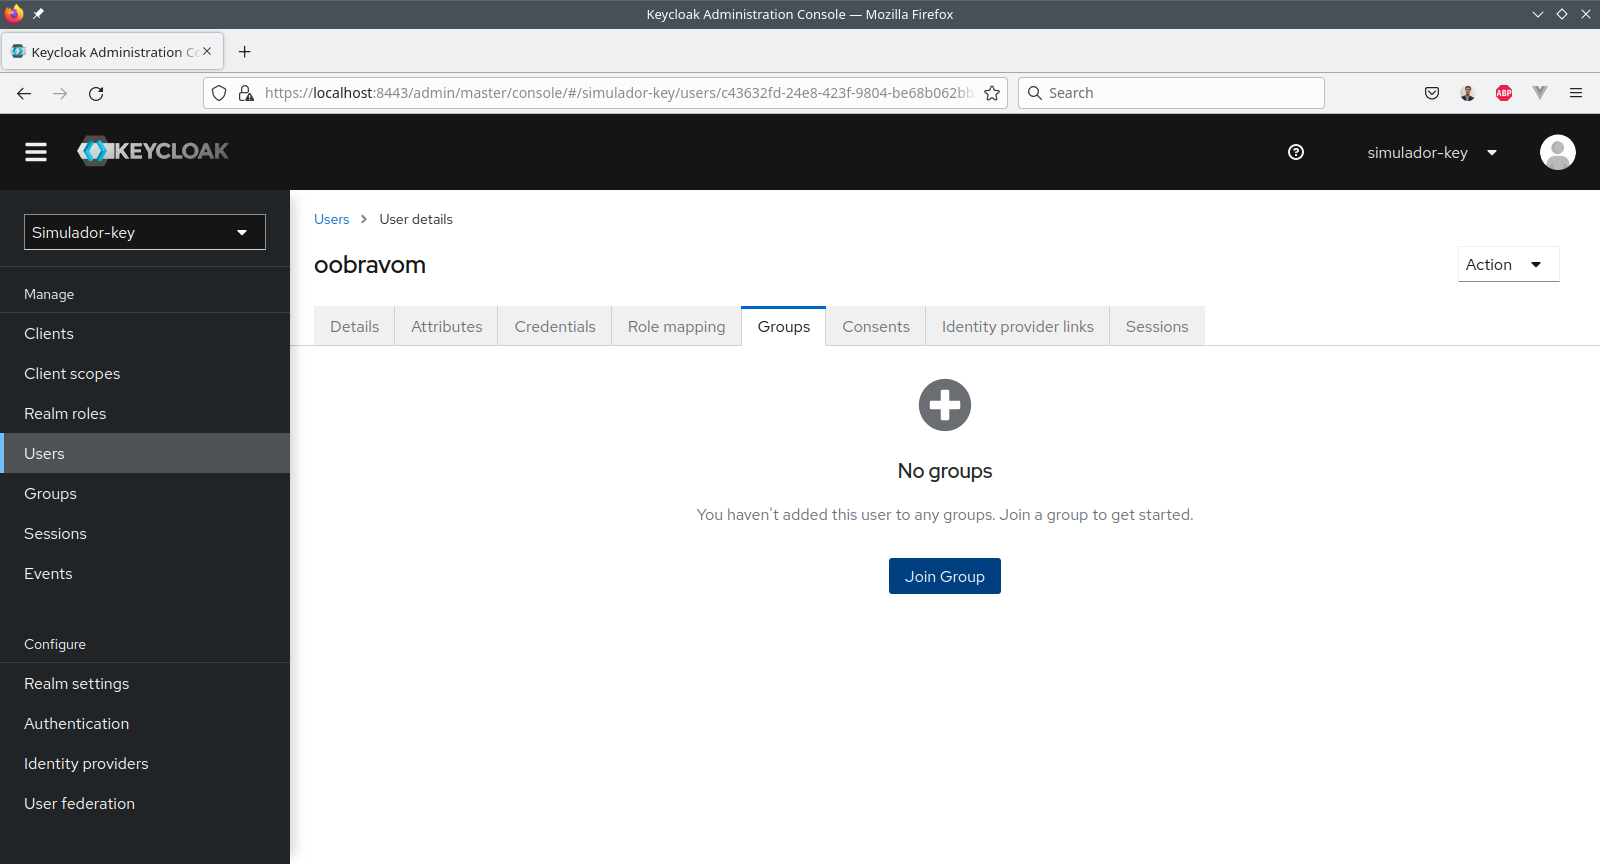 Keycloak Administration Console — Mozilla Firefox
Keycloak Administration
https://localhost:8443/admin/master/console/#/simulador-key/users/c43632fd-24e8-423f-9804-be68b062bb
Search
ABP
KEYCLOAK
simulador-key
Simulador-key
Manage
Clients
Client scopes
Realm roles
Users
Groups
Sessions
Events
Configure
Realm settings
Authentication
Identity providers
User federation
Users > User details
oobravom
Action
Details Attributes Credentials Role mapping Groups Consents Identity provider links Sessions
No groups
You haven't added this user to any groups. Join a group to get started.
Join Group